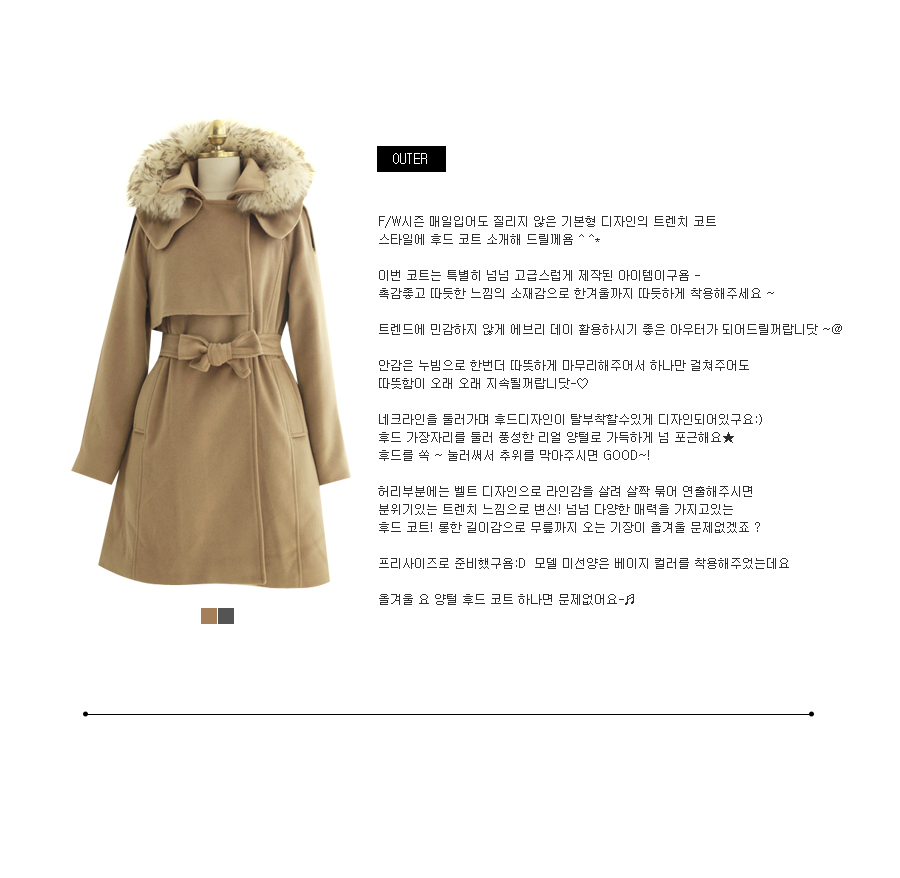 OUTER
F/W시즌 매일입어도 질리지 않은 기본형 디자인의 트렌치 코트
스타일에 후드 코트 소개해 드릴께욤 ^ ^*
이번 코트는 특별히 넘넘 고급스럽게 제작된 아이템이구욤 -
촉감좋고 따듯한 느낌의 소재감으로 한겨울까지 따듯하게 착용해주세요 ~
트렌드에 민감하지 않게 에브리 데이 활용하시기 좋은 아우터가 되어드릴꺼랍니닷 ~@
안감은 누빔으로 한번더 따뜻하게 마무리해주어서 하나만 걸쳐주어도
따뜻함이 오래 오래 지속될꺼랍니닷-♡
네크라인을 둘러가며 후드디자인이 탈부착할수있게 디자인되어있구요:)
후드 가장자리를 둘러 풍성한 리얼 양털로 가득하게 넘 포근해요★
후드를 쏙 ~ 눌러써서 추위를 막아주시면 GOOD~!
허리부분에는 벨트 디자인으로 라인감을 살려 살짝 묶어 연출해주시면
분위기있는 트렌치 느낌으로 변신! 넘넘 다양한 매력을 가지고있는
후드 코트! 롱한 길이감으로 무릎까지 오는 기장이 올겨울 문제없겠죠 ?
프리사이즈로 준비했구욤:D 모델 미선양은 베이지 컬러를 착용해주었는데요
올겨울 요 양털 후드 코트 하나면 문제없어요-♬